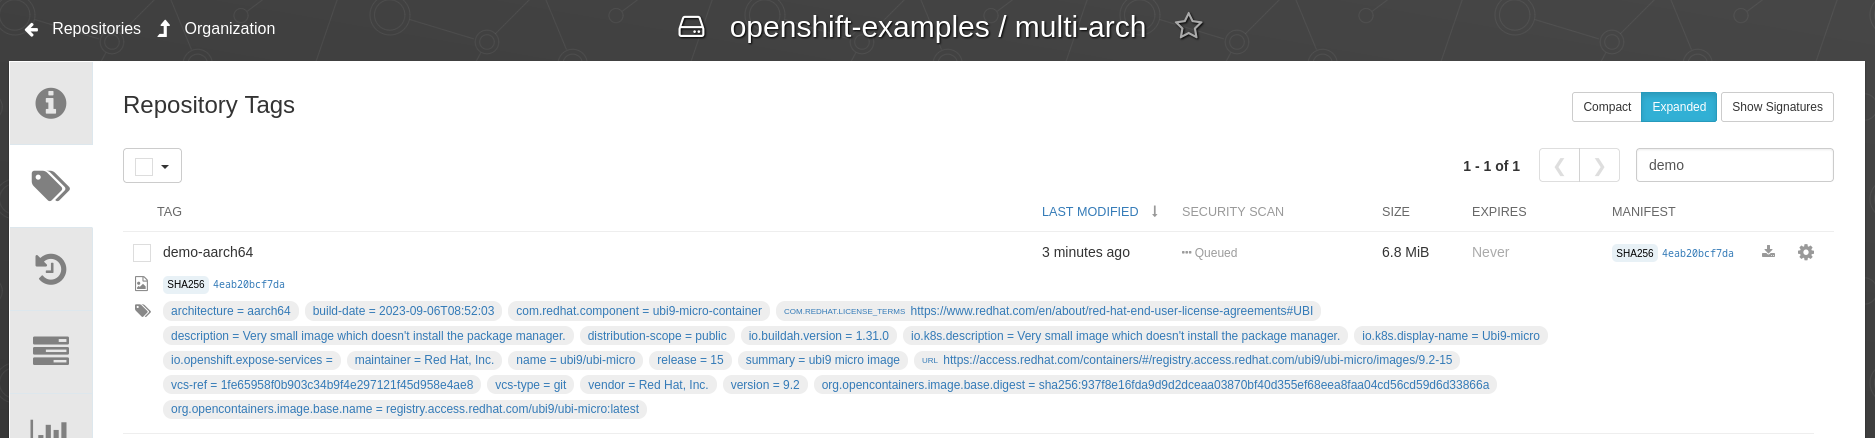 Repositories Organization openshift-examples / multi-arch
Repository Tags Compact Expanded Show Signatures
1 - 1 of 1 demo
TAG LAST MODIFIED SECURITY SCAN SIZE EXPIRES MANIFEST
demo-aarch64 3 minutes ago Queued 6.8 MiB Never SHA256 4eab20bcf7da
SHA256 4eab20bcf7da
architecture = aarch64 build-date = 2023-09-06T08:52:03 com.redhat.component = ubi9-micro-container COM.REDHAT.LICENSE_TERMS https://www.redhat.com/en/about/red-hat-end-user-license-agreements#UBI
description = Very small image which doesn't install the package manager. distribution-scope = public io.buildah.version = 1.31.0 io.k8s.description = Very small image which doesn't install the package manager. io.k8s.display-name = Ubi9-micro
io.openshift.expose-services = maintainer = Red Hat, Inc. name = ubi9/ubi-micro release = 15 summary = ubi9 micro image URL https://access.redhat.com/containers/#/registry.access.redhat.com/ubi9/ubi-micro/images/9.2-15
vcs-ref = 1fe65958f0b903c34b9f4e297121f45d958e4ae8 vcs-type = git vendor = Red Hat, Inc. version = 9.2 org.opencontainers.image.base.digest = sha256:937f8e16fda9d9d2dceaa03870bf40d355ef68eea8faa04cd56cd59d6d33866a
org.opencontainers.image.base.name = registry.access.redhat.com/ubi9/ubi-micro:latest